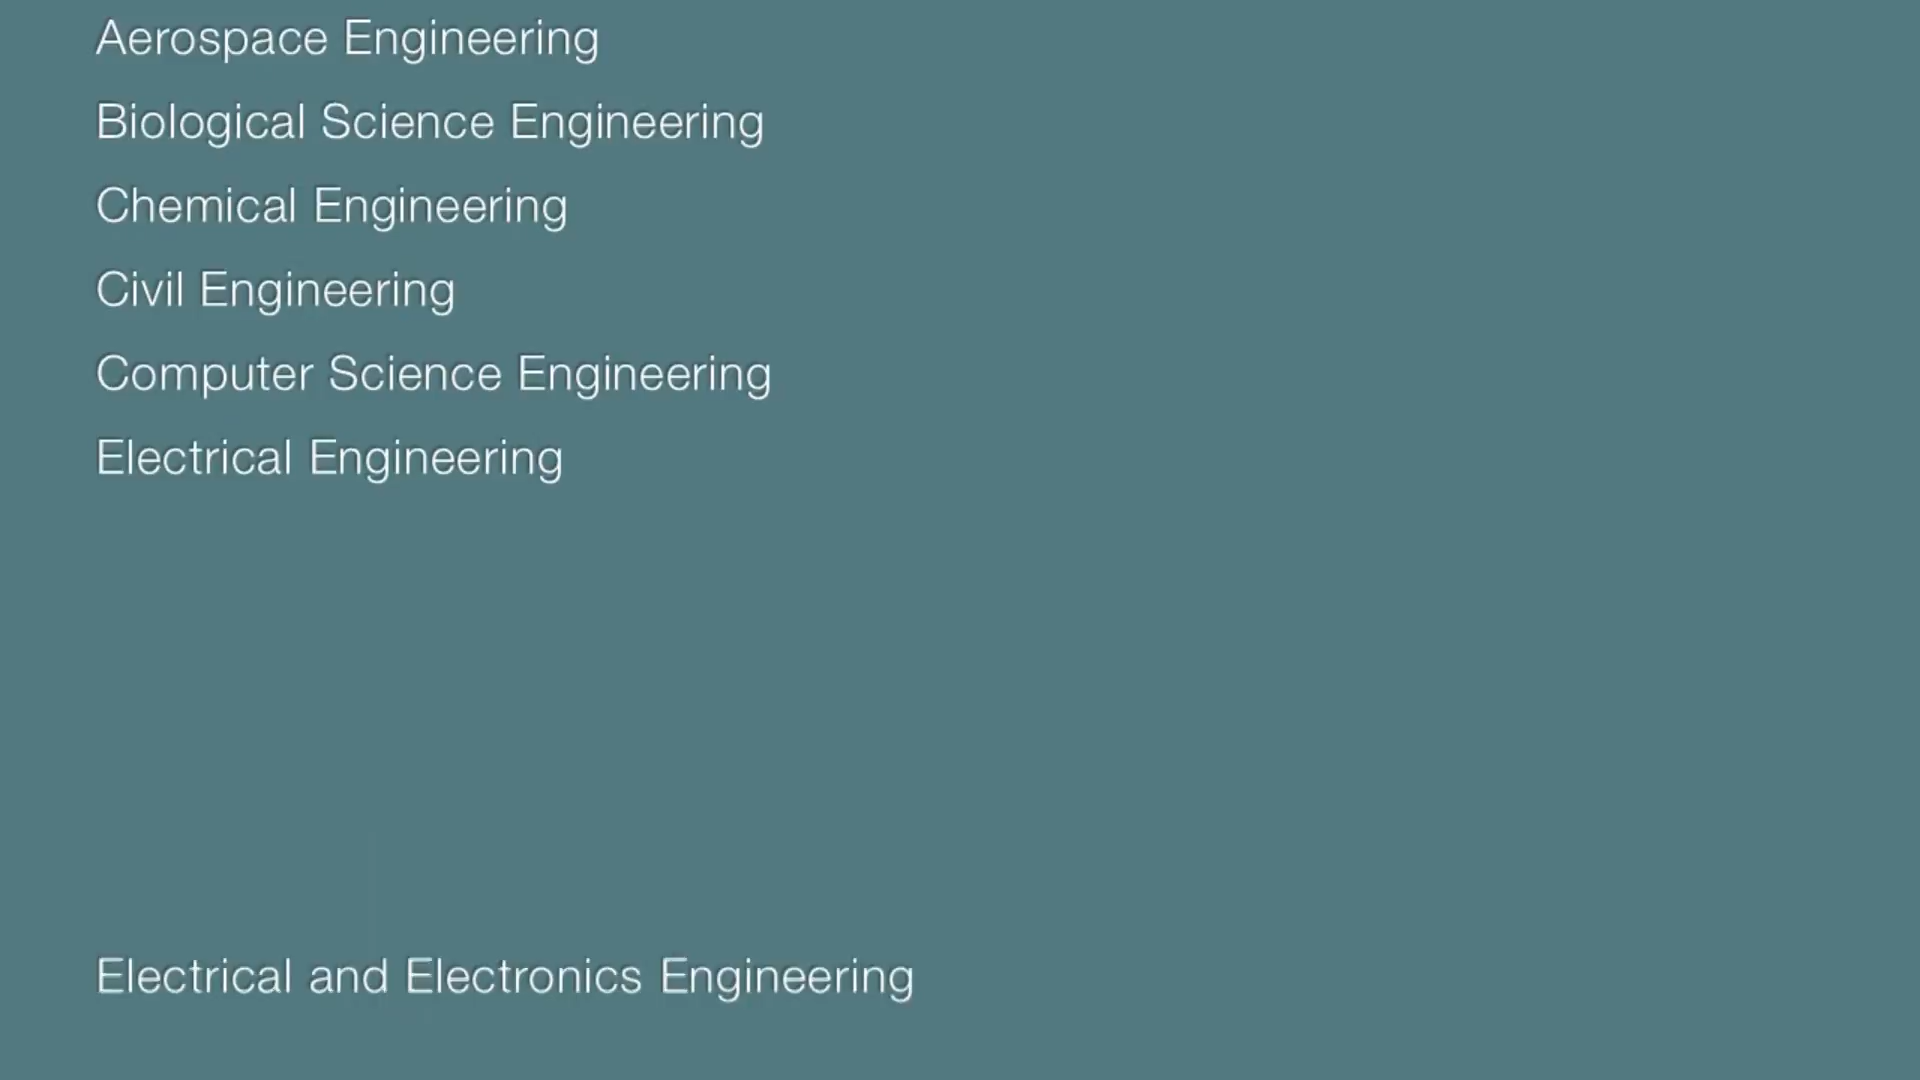 Aerospace Engineering
Biological Science Engineering
Chemical Engineering
Civil Engineering
Computer Science Engineering
Electrical Engineering
Electrical and Electronics Engineering